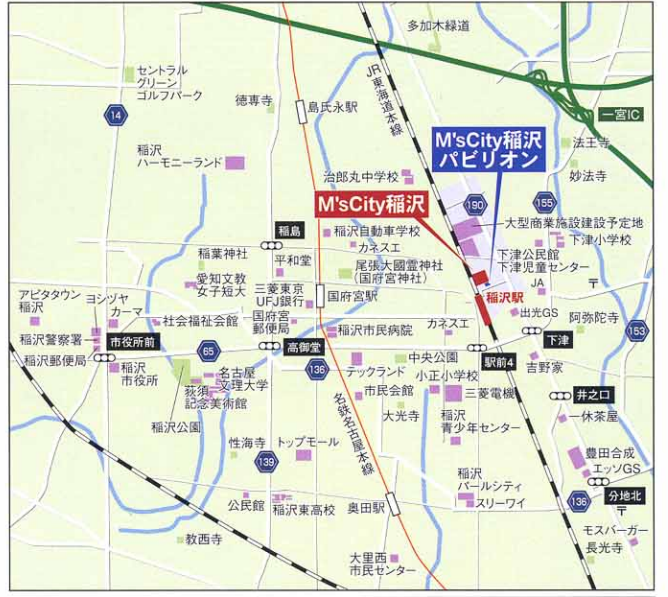 多加木緑道
セントラル
グリーン
ゴルフパーク
徳専寺
島氏永駅
JR東海道本線
14
一宮IC
稲沢
ハーモニーランド
治郎丸中学校
M'sCity稲沢
パビリオン
法王寺
妙法寺
M'sCity稲沢
190
155
大型商業施設建設予定地
下津小学校
稲島
稲沢自動車学校
カネスエ
下津公民館
下津児童センター
稲葉神社
平和堂
尾張大國霊神社
(国府宮神社)
愛知文教
女子短大
三菱東京
UFJ銀行
国府宮駅
稲沢駅
JA
〒
アピタタウン
稲沢
ヨシヅヤ
カーマ
社会福祉会館
国府宮
郵便局
稲沢市民病院
カネスエ
出光GS
阿弥陀寺
153
稲沢警察署
市役所前
下津
稲沢郵便局
65
高御堂
駅前4
吉野家
稲沢
市役所
名古屋
文理大学
136
テックランド
中央公園
小正小学校
荻須
記念美術館
市民会館
三菱電機
井之口
稲沢公園
大光寺
稲沢
青少年センター
一休茶屋
性海寺
トップモール
名鉄名古屋本線
139
豊田合成
エッソGS
稲沢
パールシティ
スリーワイ
分地北
公民館
稲沢東高校
奥田駅
136
〒
教西寺
モスバーガー
長光寺
大里西
市民センター